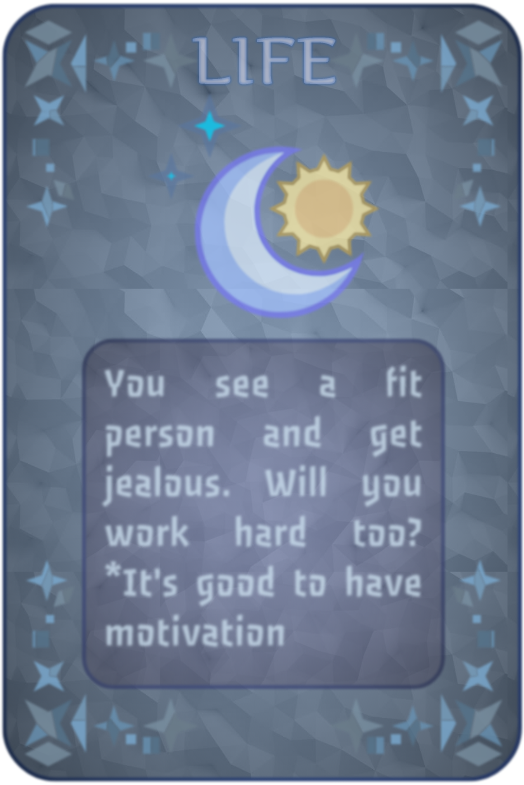 LIFE
You see a fit
person and get
jealous. Will you
work hard too?
*It's good to have
motivation